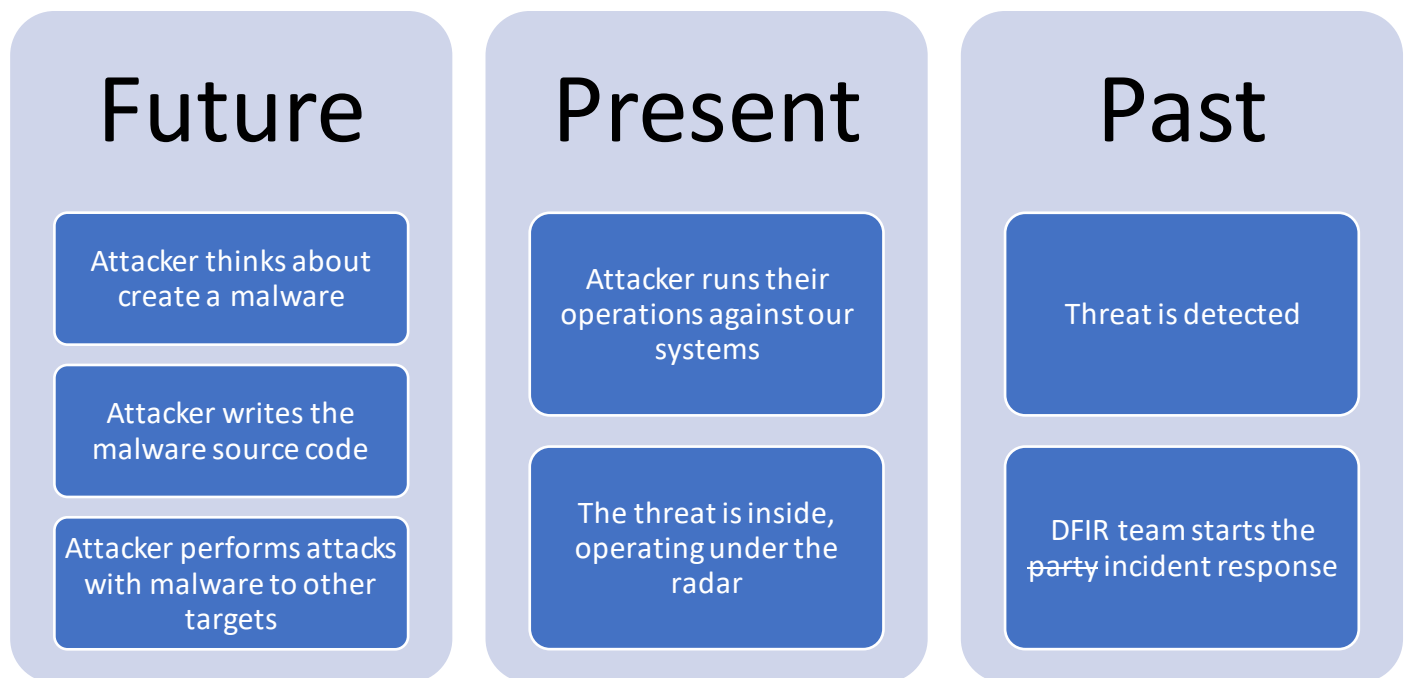 Future
Attacker thinks about
create a malware
Attacker writes the
malware source code
Attacker performs attacks
with malware to other
targets
Present
Attacker runs their
operations against our
systems
The threat is inside,
operating under the
radar
Past
Threat is detected
DFIR team starts the
party incident response